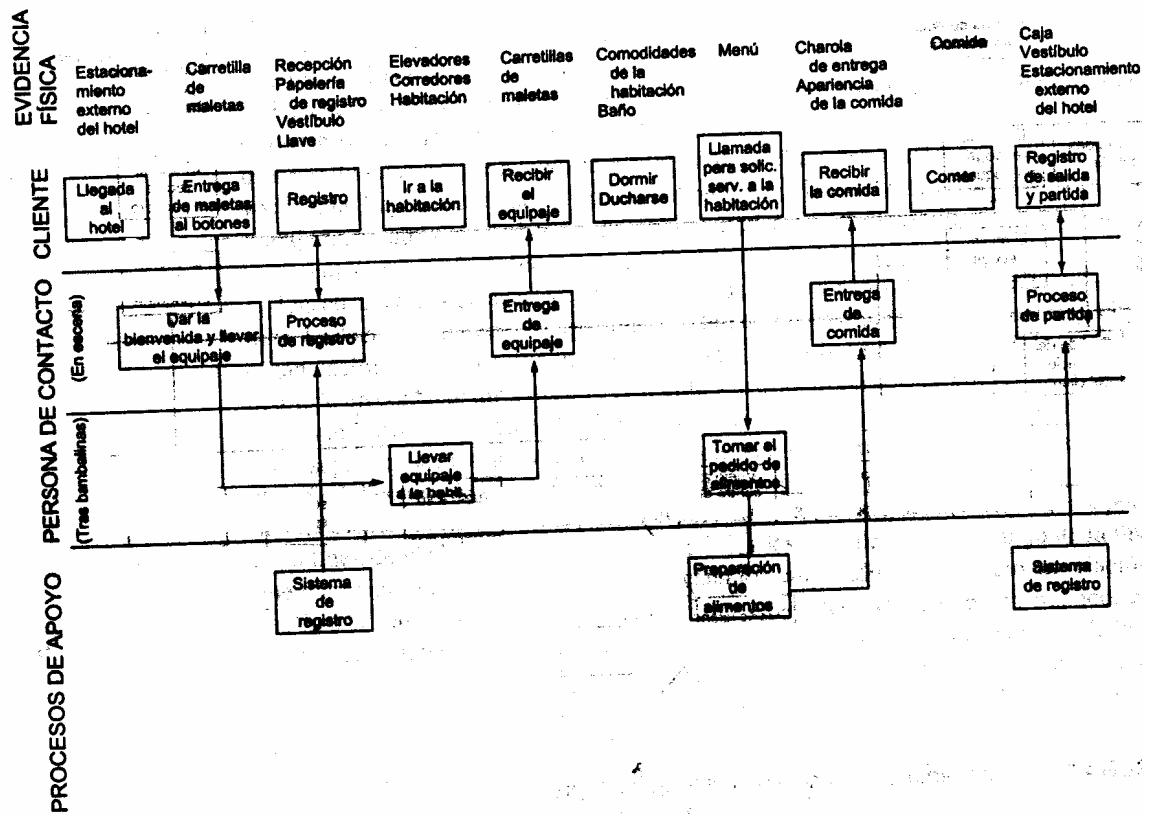 EVIDENCIA
FÍSICA
Estaciona-
miento
externo
del hotel
Carretilla
de
maletas
Recepción
Papelería
de registro
Vestíbulo
Llave
Elevadores
Corredores
Habitación
Carretillas
de
maletas
Comodidades
de la
habitación
Baño
Menú
Charola
de entrega
Apariencia
de la comida
Comida
Caja
Vestíbulo
Estacionamiento
externo
del hotel
CLIENTE
Llegada
al
hotel
Entrega
de maletas
al botones
Registro
Ir a la
habitación
Recibir
el
equipaje
Dormir
Ducharse
Llamada
para solic.
serv. a la
habitación
Recibir
la comida
Comer
Registro
de salida
y partida
PERSONA DE CONTACTO
(En escena)
Dar la
bienvenida y llevar
el equipaje
Proceso
de registro
Entrega
de
equipaje
Entrega
de
comida
Proceso
de partida
(Tras bambalinas)
Llevar
equipaje
a la habit.
Tomar el
pedido de
alimentos
PROCESOS DE APOYO
Sistema
de
registro
Preparación
de
alimentos
Sistema
de registro